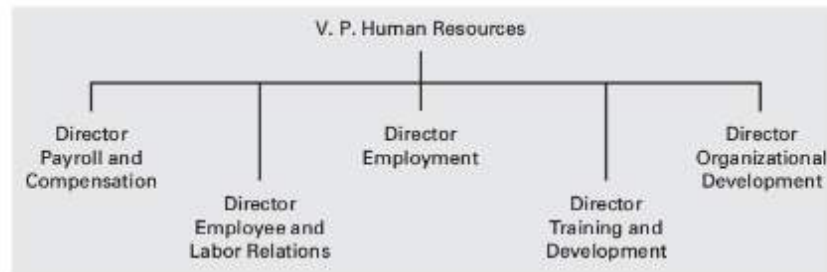 V. P. Human Resources
Director
Payroll and
Compensation
Director
Employee and
Labor Relations
Director
Employment
Director
Training and
Development
Director
Organizational
Development